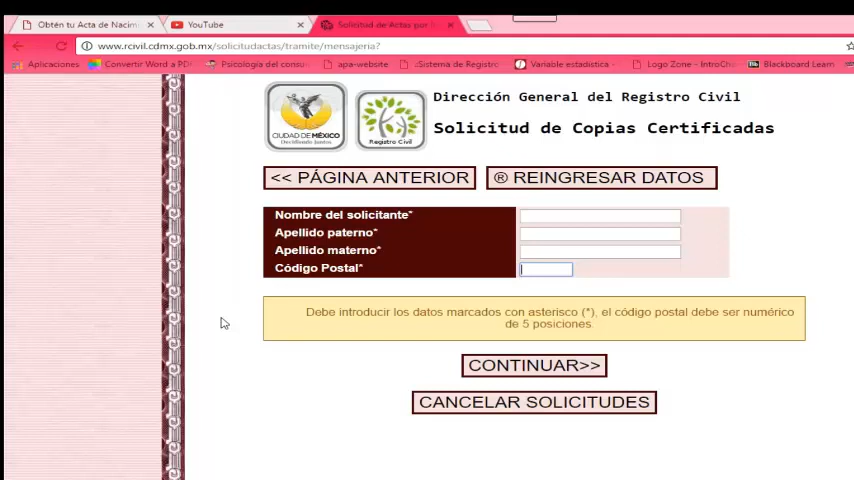 Obtén tu Acta de Nacim
YouTube
Solicitud de Actas por
www.rcivil.cdmx.gob.mx/solicitudactas/tramite/mensajeria?
Aplicaciones
Convertir Word a PDF
Psicología del consu
apa-website
.:Sistema de Registro
Variable estadistica -
Logo Zone - IntroCh
Bb Blackboard Learn
CIUDAD DE MÉXICO
Decidiendo Juntos
Registro Civil
Dirección General del Registro Civil
Solicitud de Copias Certificadas
<< PÁGINA ANTERIOR
® REINGRESAR DATOS
Nombre del solicitante*
Apellido paterno*
Apellido materno*
Código Postal*
Debe introducir los datos marcados con asterisco (*), el código postal debe ser numérico
de 5 posiciones.
CONTINUAR>>
CANCELAR SOLICITUDES